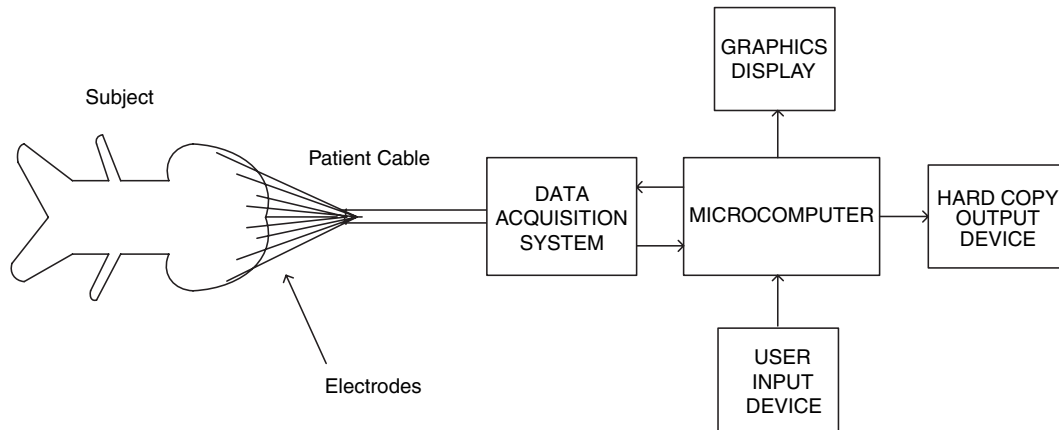 GRAPHICS
DISPLAY
Subject
Patient Cable
DATA
ACQUISITION
SYSTEM
MICROCOMPUTER
HARD COPY
OUTPUT
DEVICE
Electrodes
USER
INPUT
DEVICE